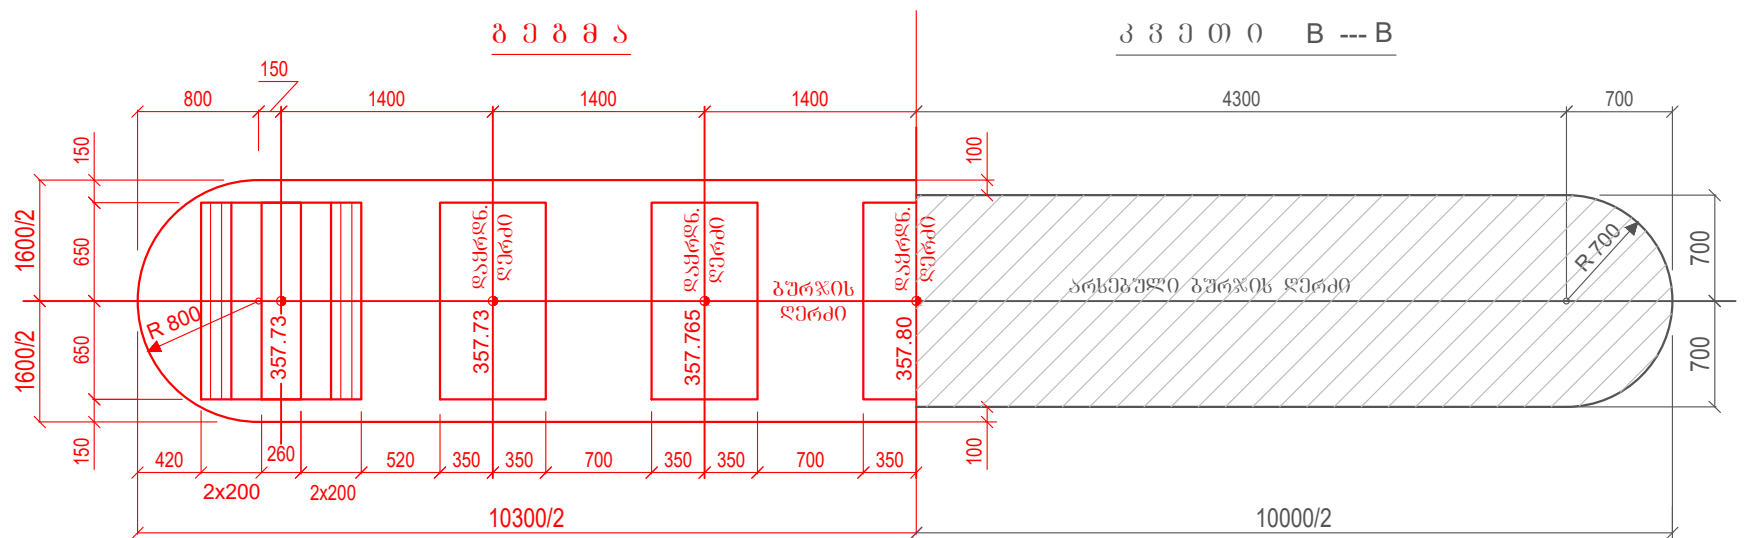 გ ე გ მ ა
კ ვ ე თ ი B --- B
150
800
1400
1400
1400
4300
700
150
100
1600/2
650
დაყრდნ.
ღერძი
დაყრდნ.
ღერძი
დაყრდნ.
ღერძი
700
R 700
ბურჯის
ღერძი
არსებული ბურჯის ღერძი
R 800
357.73
357.73
357.765
357.80
1600/2
650
700
150
100
420
260
520
350
350
700
350
350
700
350
2x200
2x200
10300/2
10000/2